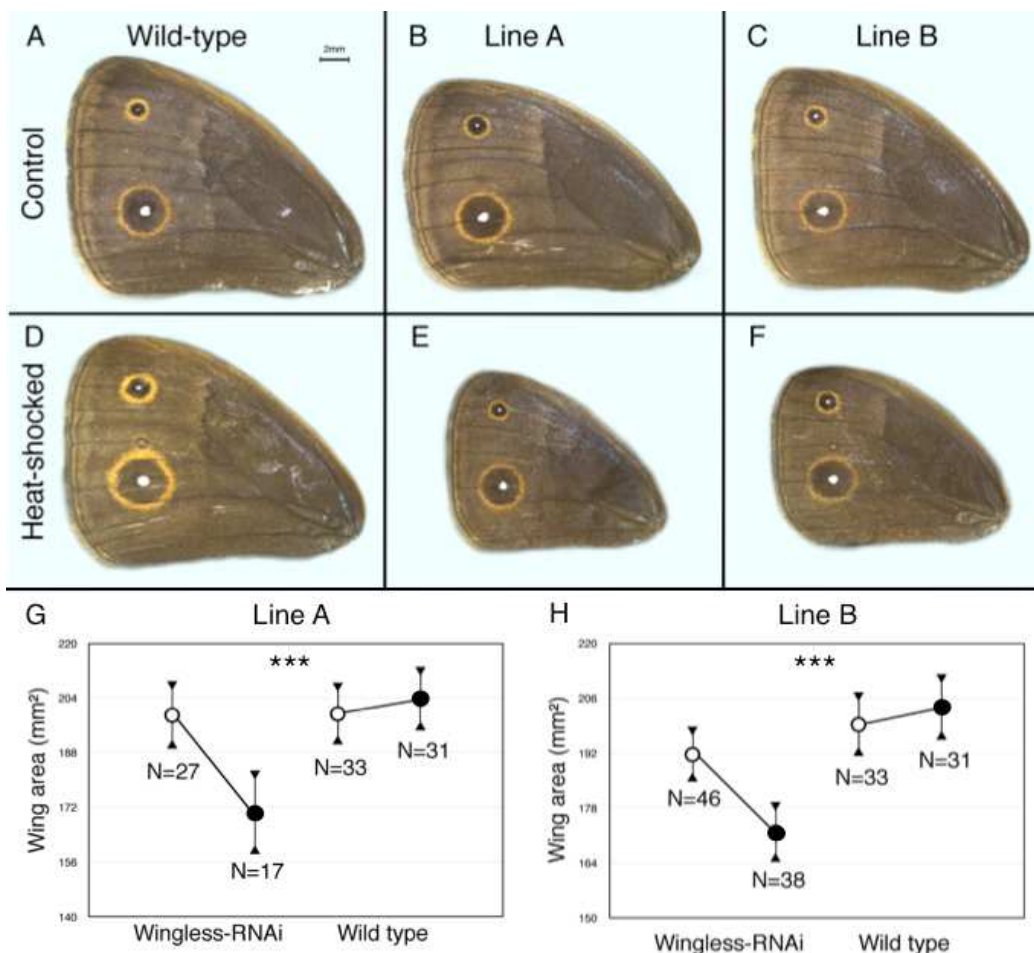 A Wild-type 2mm B Line A C Line B
Control
D E F
Heat-shocked
G Line A
220
204
188
172
156
140
Wing area (mm²)
***
N=27
N=17
N=33
N=31
Wingless-RNAi Wild type
H Line B
220
206
192
178
164
150
Wing area (mm²)
***
N=46
N=38
N=33
N=31
Wingless-RNAi Wild type